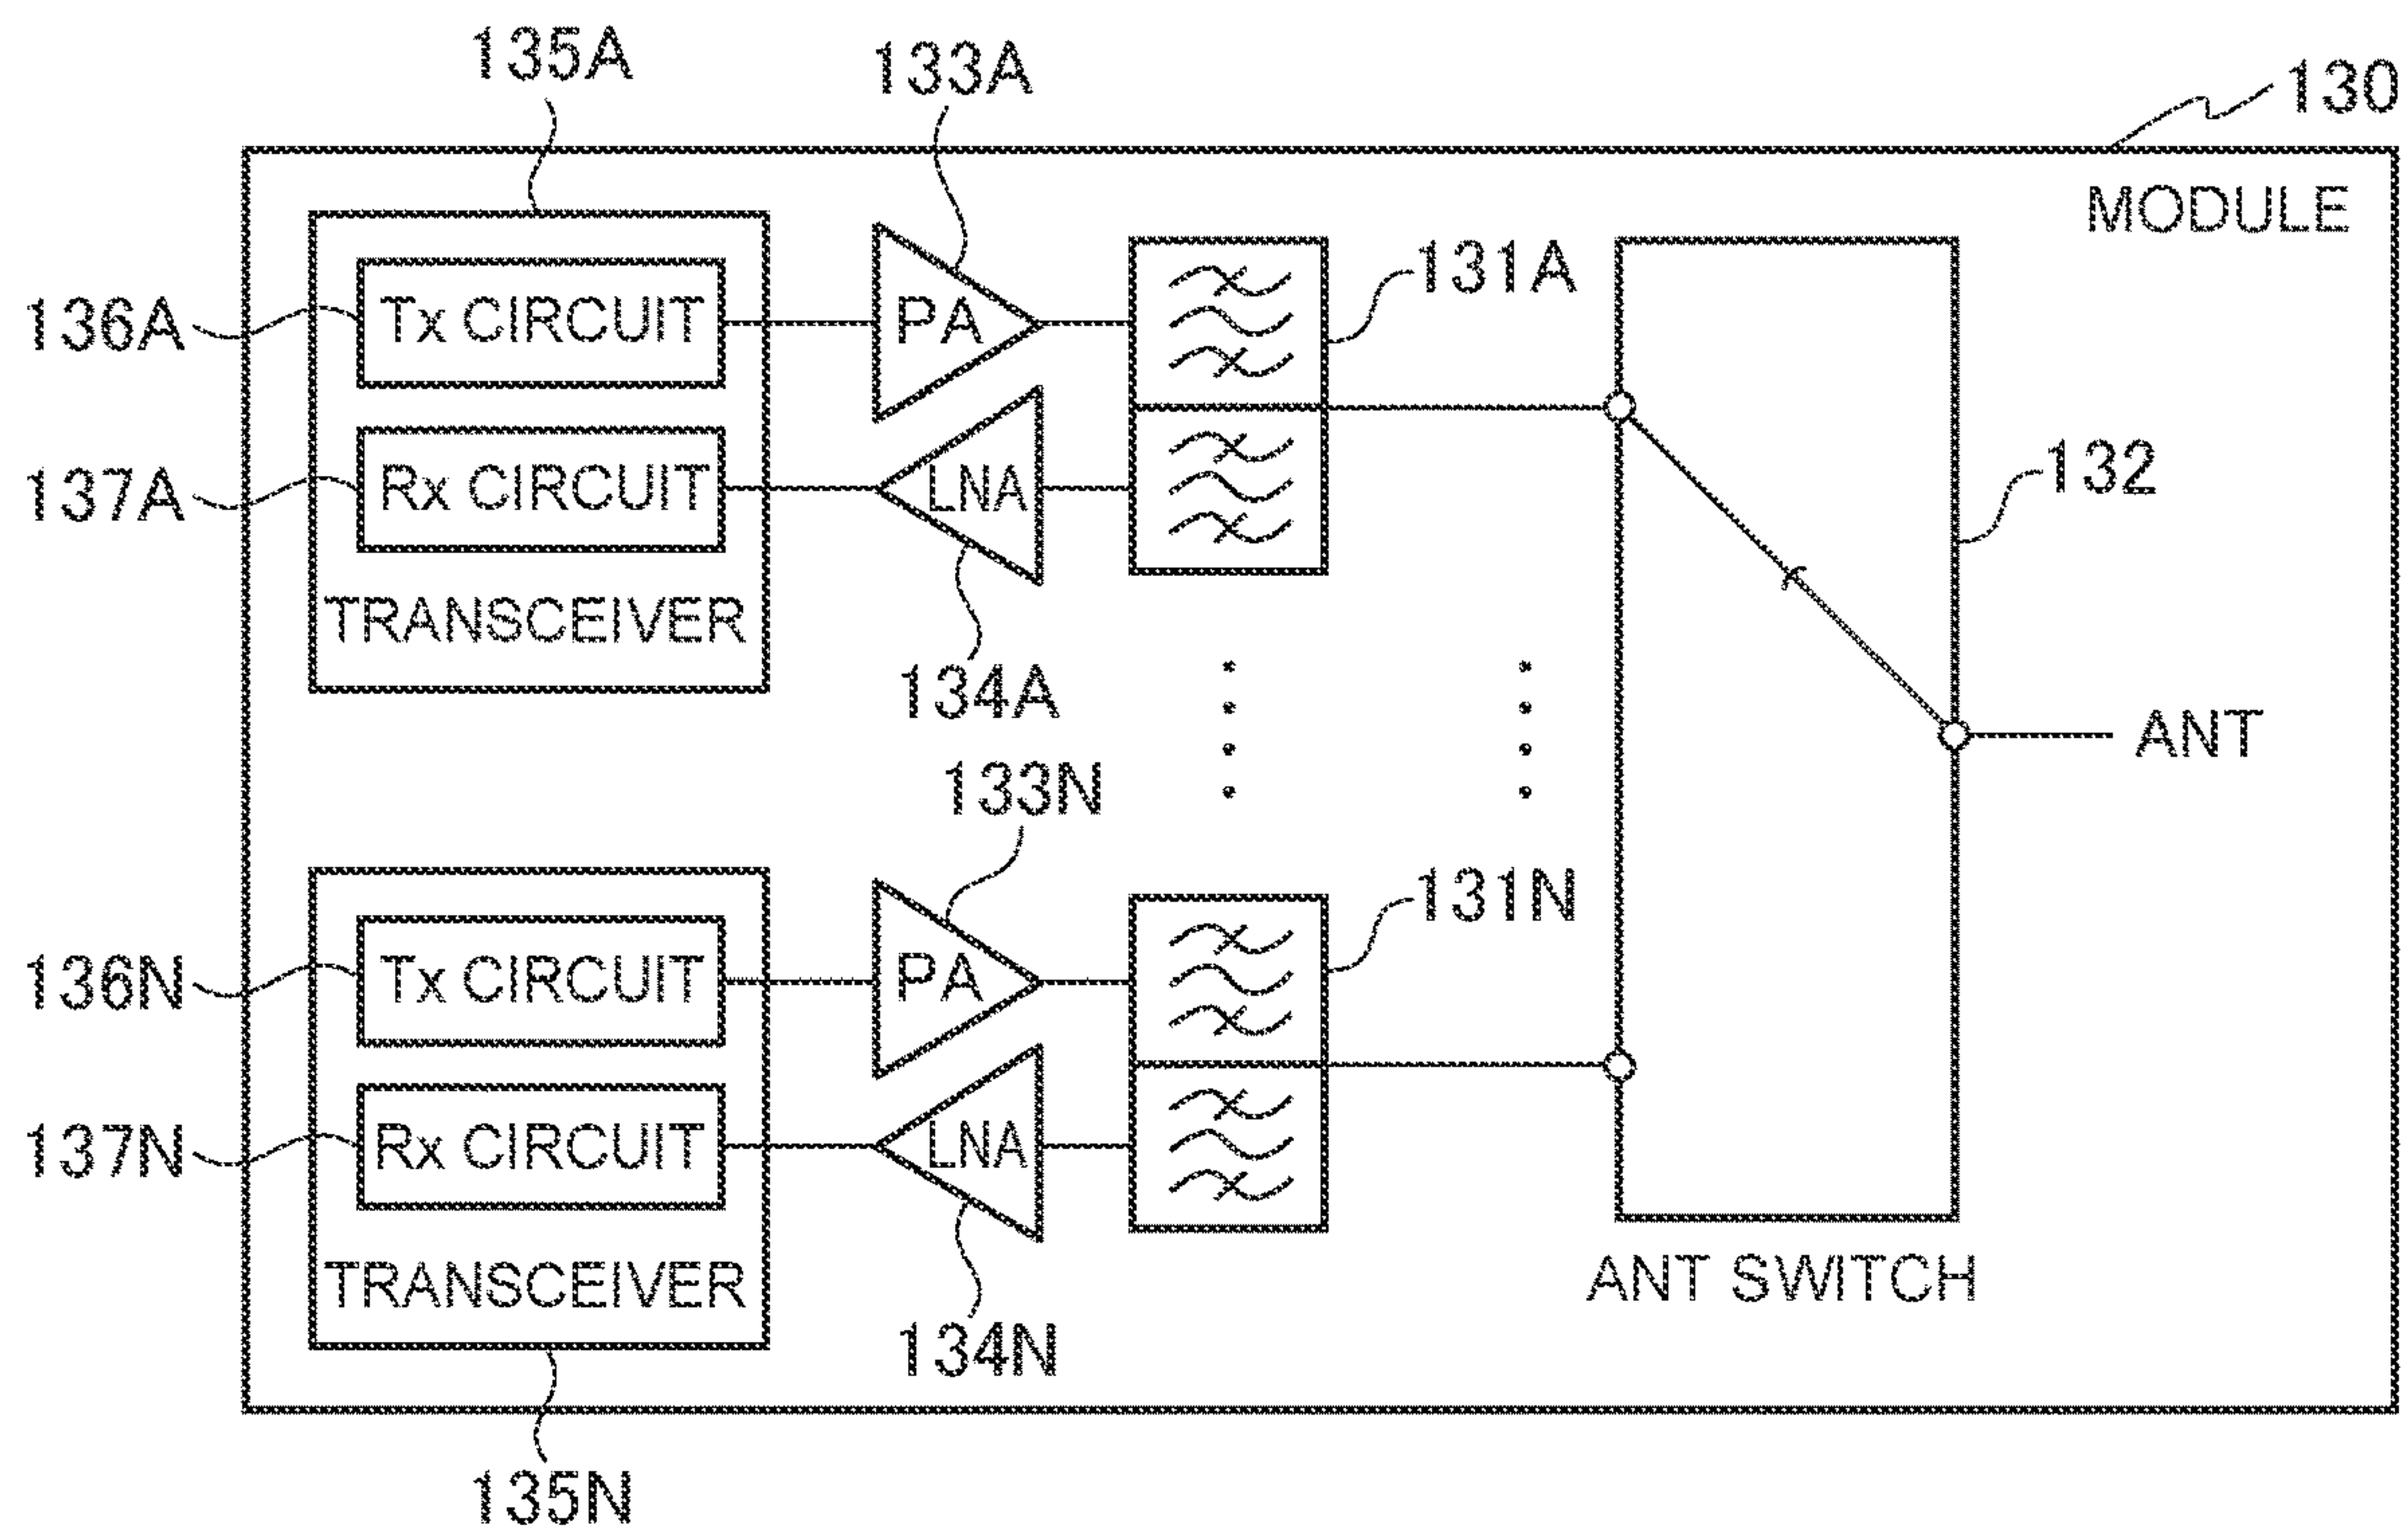 135A
133A
130
MODULE
136A
Tx CIRCUIT
PA
131A
137A
Rx CIRCUIT
LNA
132
TRANSCEIVER
134A
ANT
133N
131N
136N
Tx CIRCUIT
PA
137N
Rx CIRCUIT
LNA
TRANSCEIVER
ANT SWITCH
134N
135N